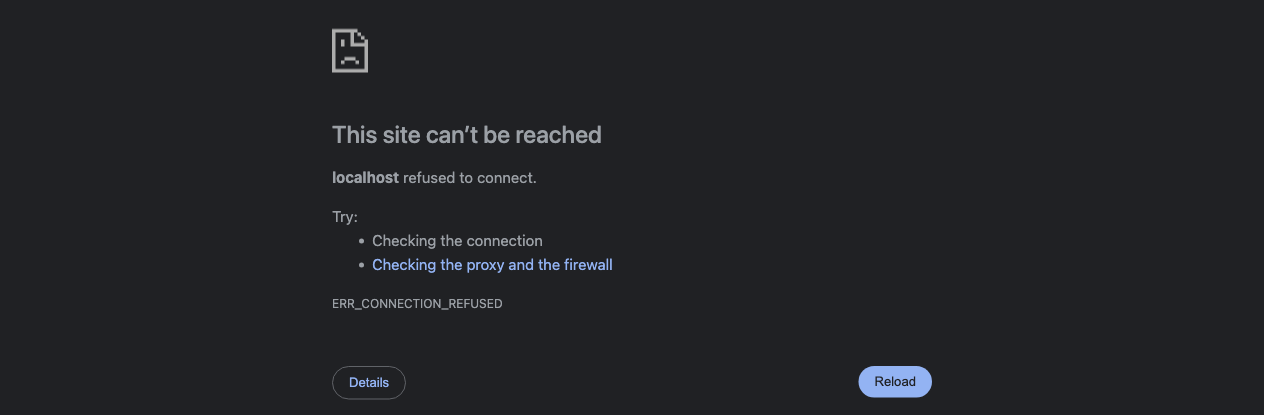 This site can’t be reached
localhost refused to connect.
Try:
• Checking the connection
• Checking the proxy and the firewall
ERR_CONNECTION_REFUSED
Details
Reload